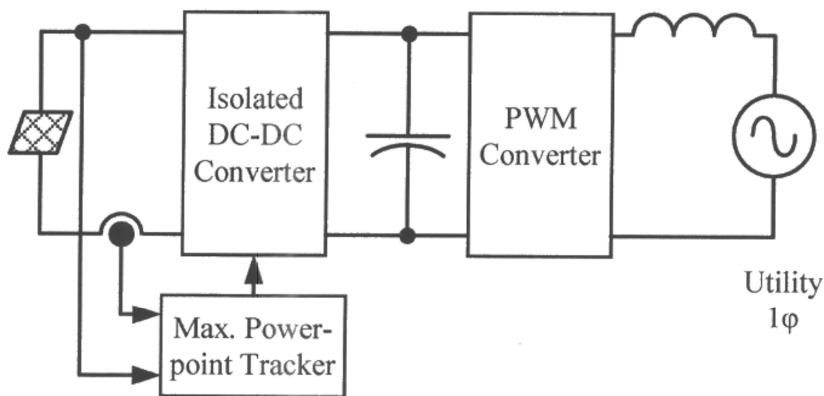 Isolated
DC-DC
Converter
PWM
Converter
Utility
1φ
Max. Power-
point Tracker